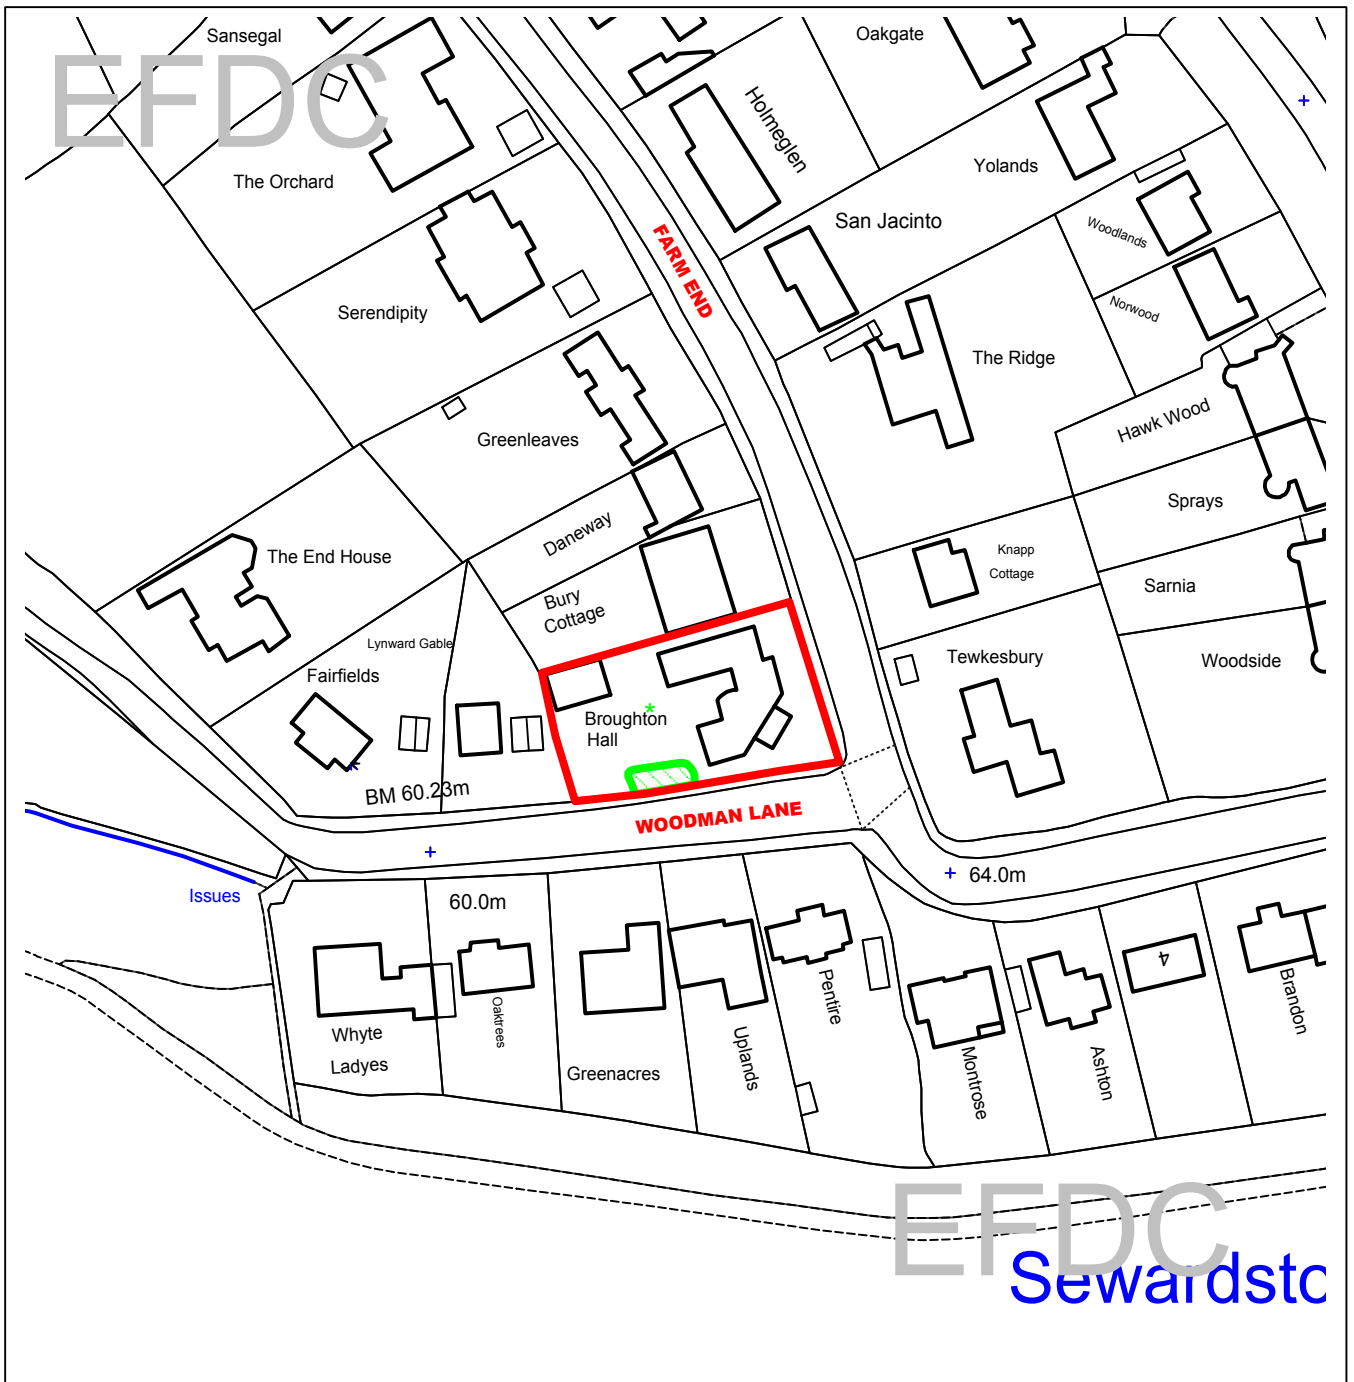 Sansegal
Oakgate
EFDC
Holmeglen
The Orchard
Yolands
San Jacinto
Woodlands
FARM END
Serendipity
Norwood
The Ridge
Greenleaves
Hawk Wood
Sprays
Daneway
The End House
Knapp
Cottage
Sarnia
Bury
Cottage
Lynward Gable
Tewkesbury
Woodside
Fairfields
Broughton
Hall
*
BM 60.23m
WOODMAN LANE
64.0m
Issues
60.0m
4
Pentire
Brandon
Oaktrees
Whyte
Ladyes
Uplands
Greenacres
Montrose
Ashton
EFDC
Sewardsto